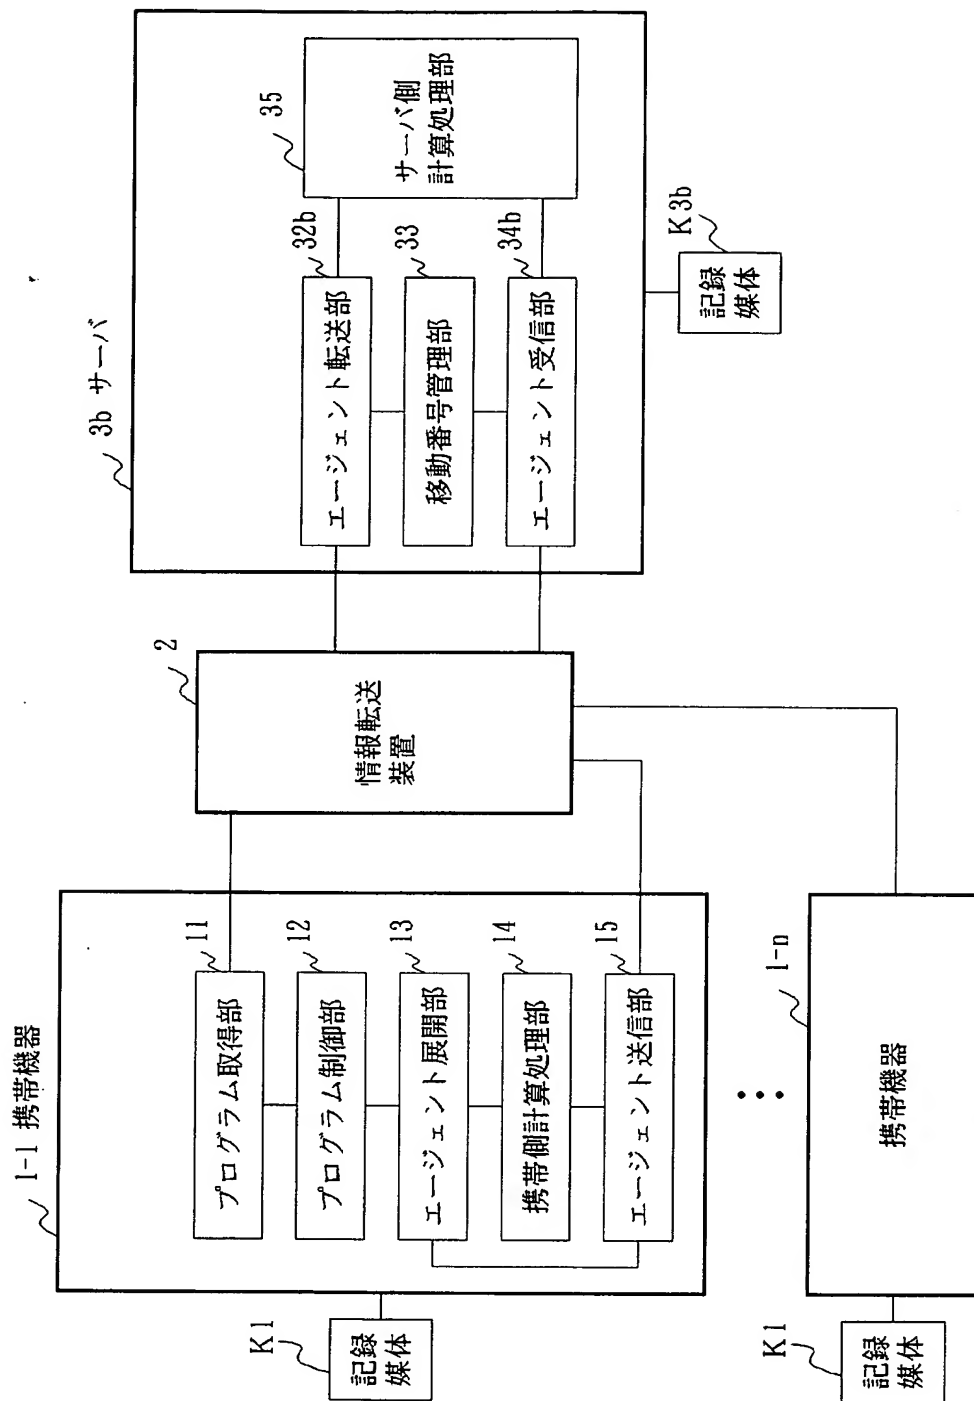 1-1 携帯機器
11
プログラム取得部
12
プログラム制御部
13
エージェント展開部
14
携帯側計算処理部
15
エージェント送信部
K1
記録
媒体
1-n
携帯機器
K1
記録
媒体
2
情報転送
装置
3b サーバ
32b
エージェント転送部
33
移動番号管理部
34b
エージェント受信部
35
サーバ側
計算処理部
K3b
記録
媒体